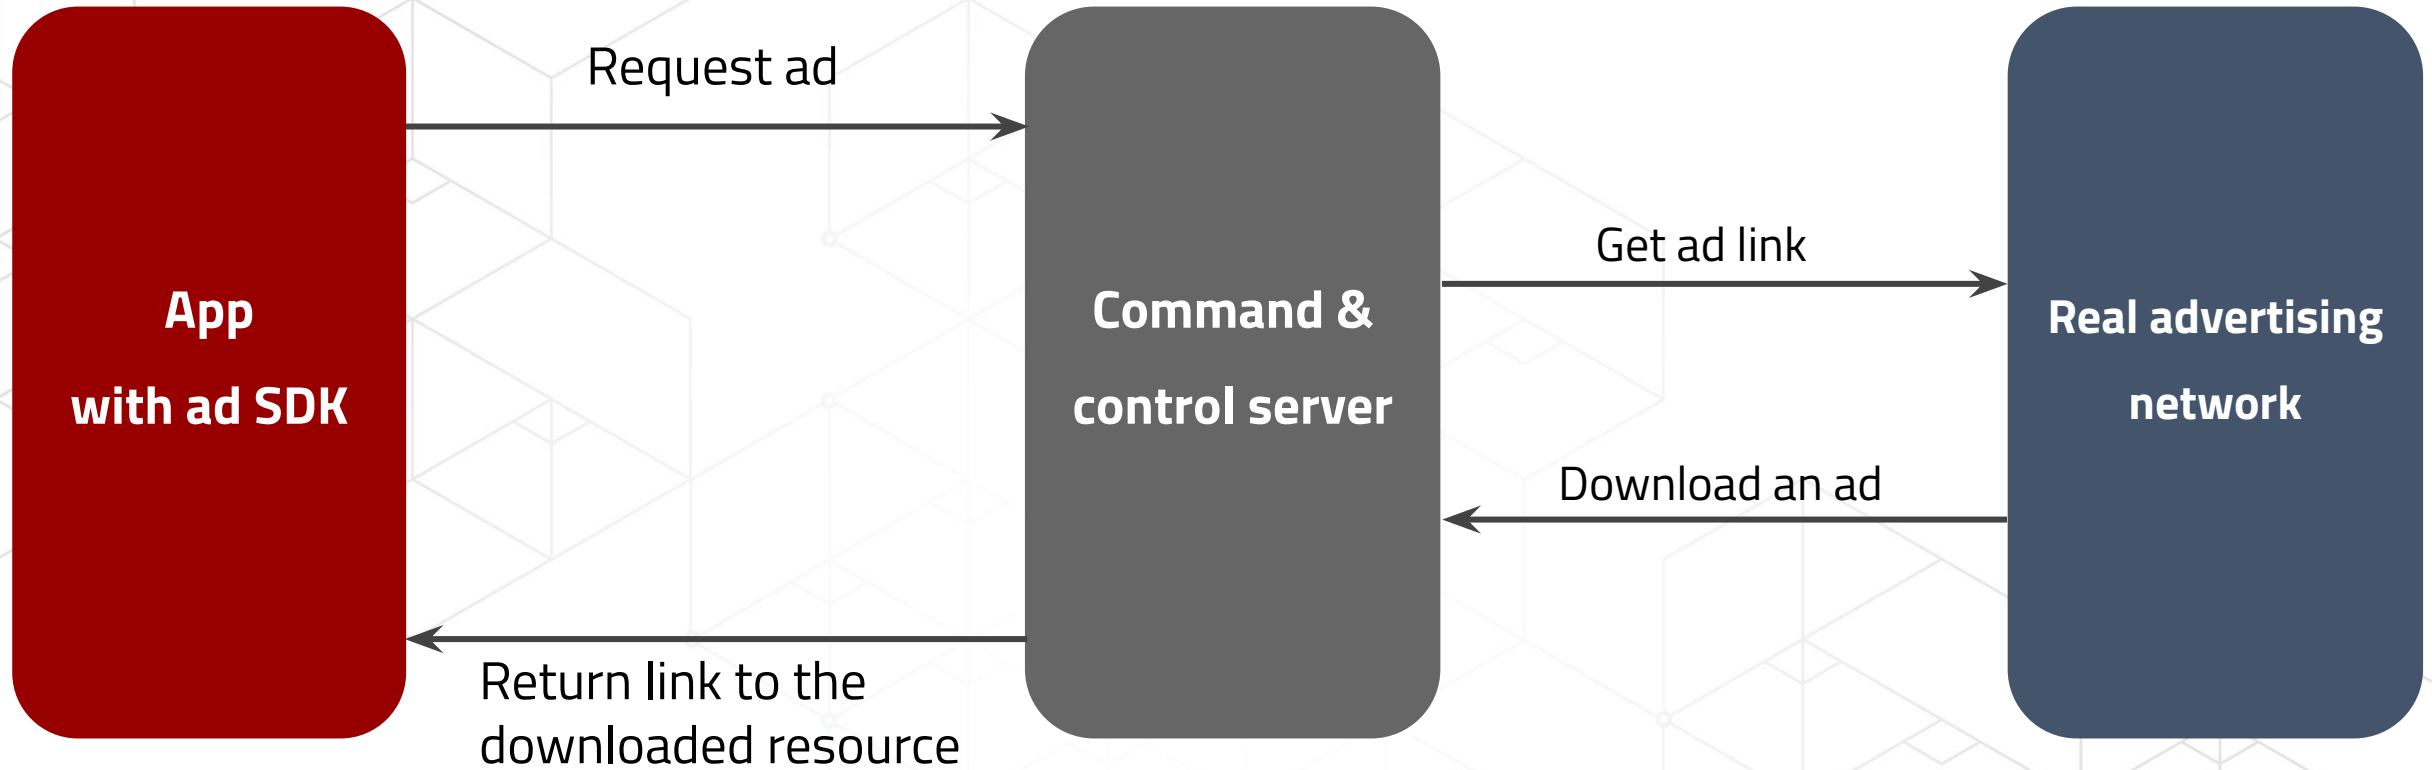 Request ad
Get ad link
App
with ad SDK
Command &
control server
Real advertising
network
Download an ad
Return link to the
downloaded resource